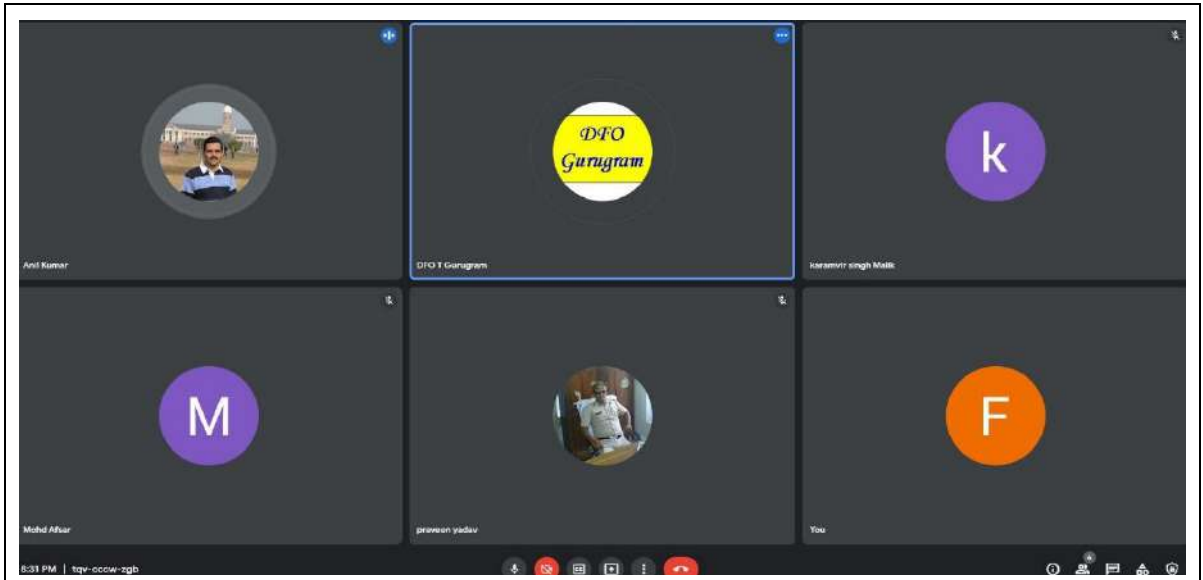 DFO
Gurugram
k
Anil Kumar
DFO T Gurugram
karamvir singh Malik
M
F
Mohd Afsar
praveen yadav
You
8:31 PM | tqv-cccw-zgb
6